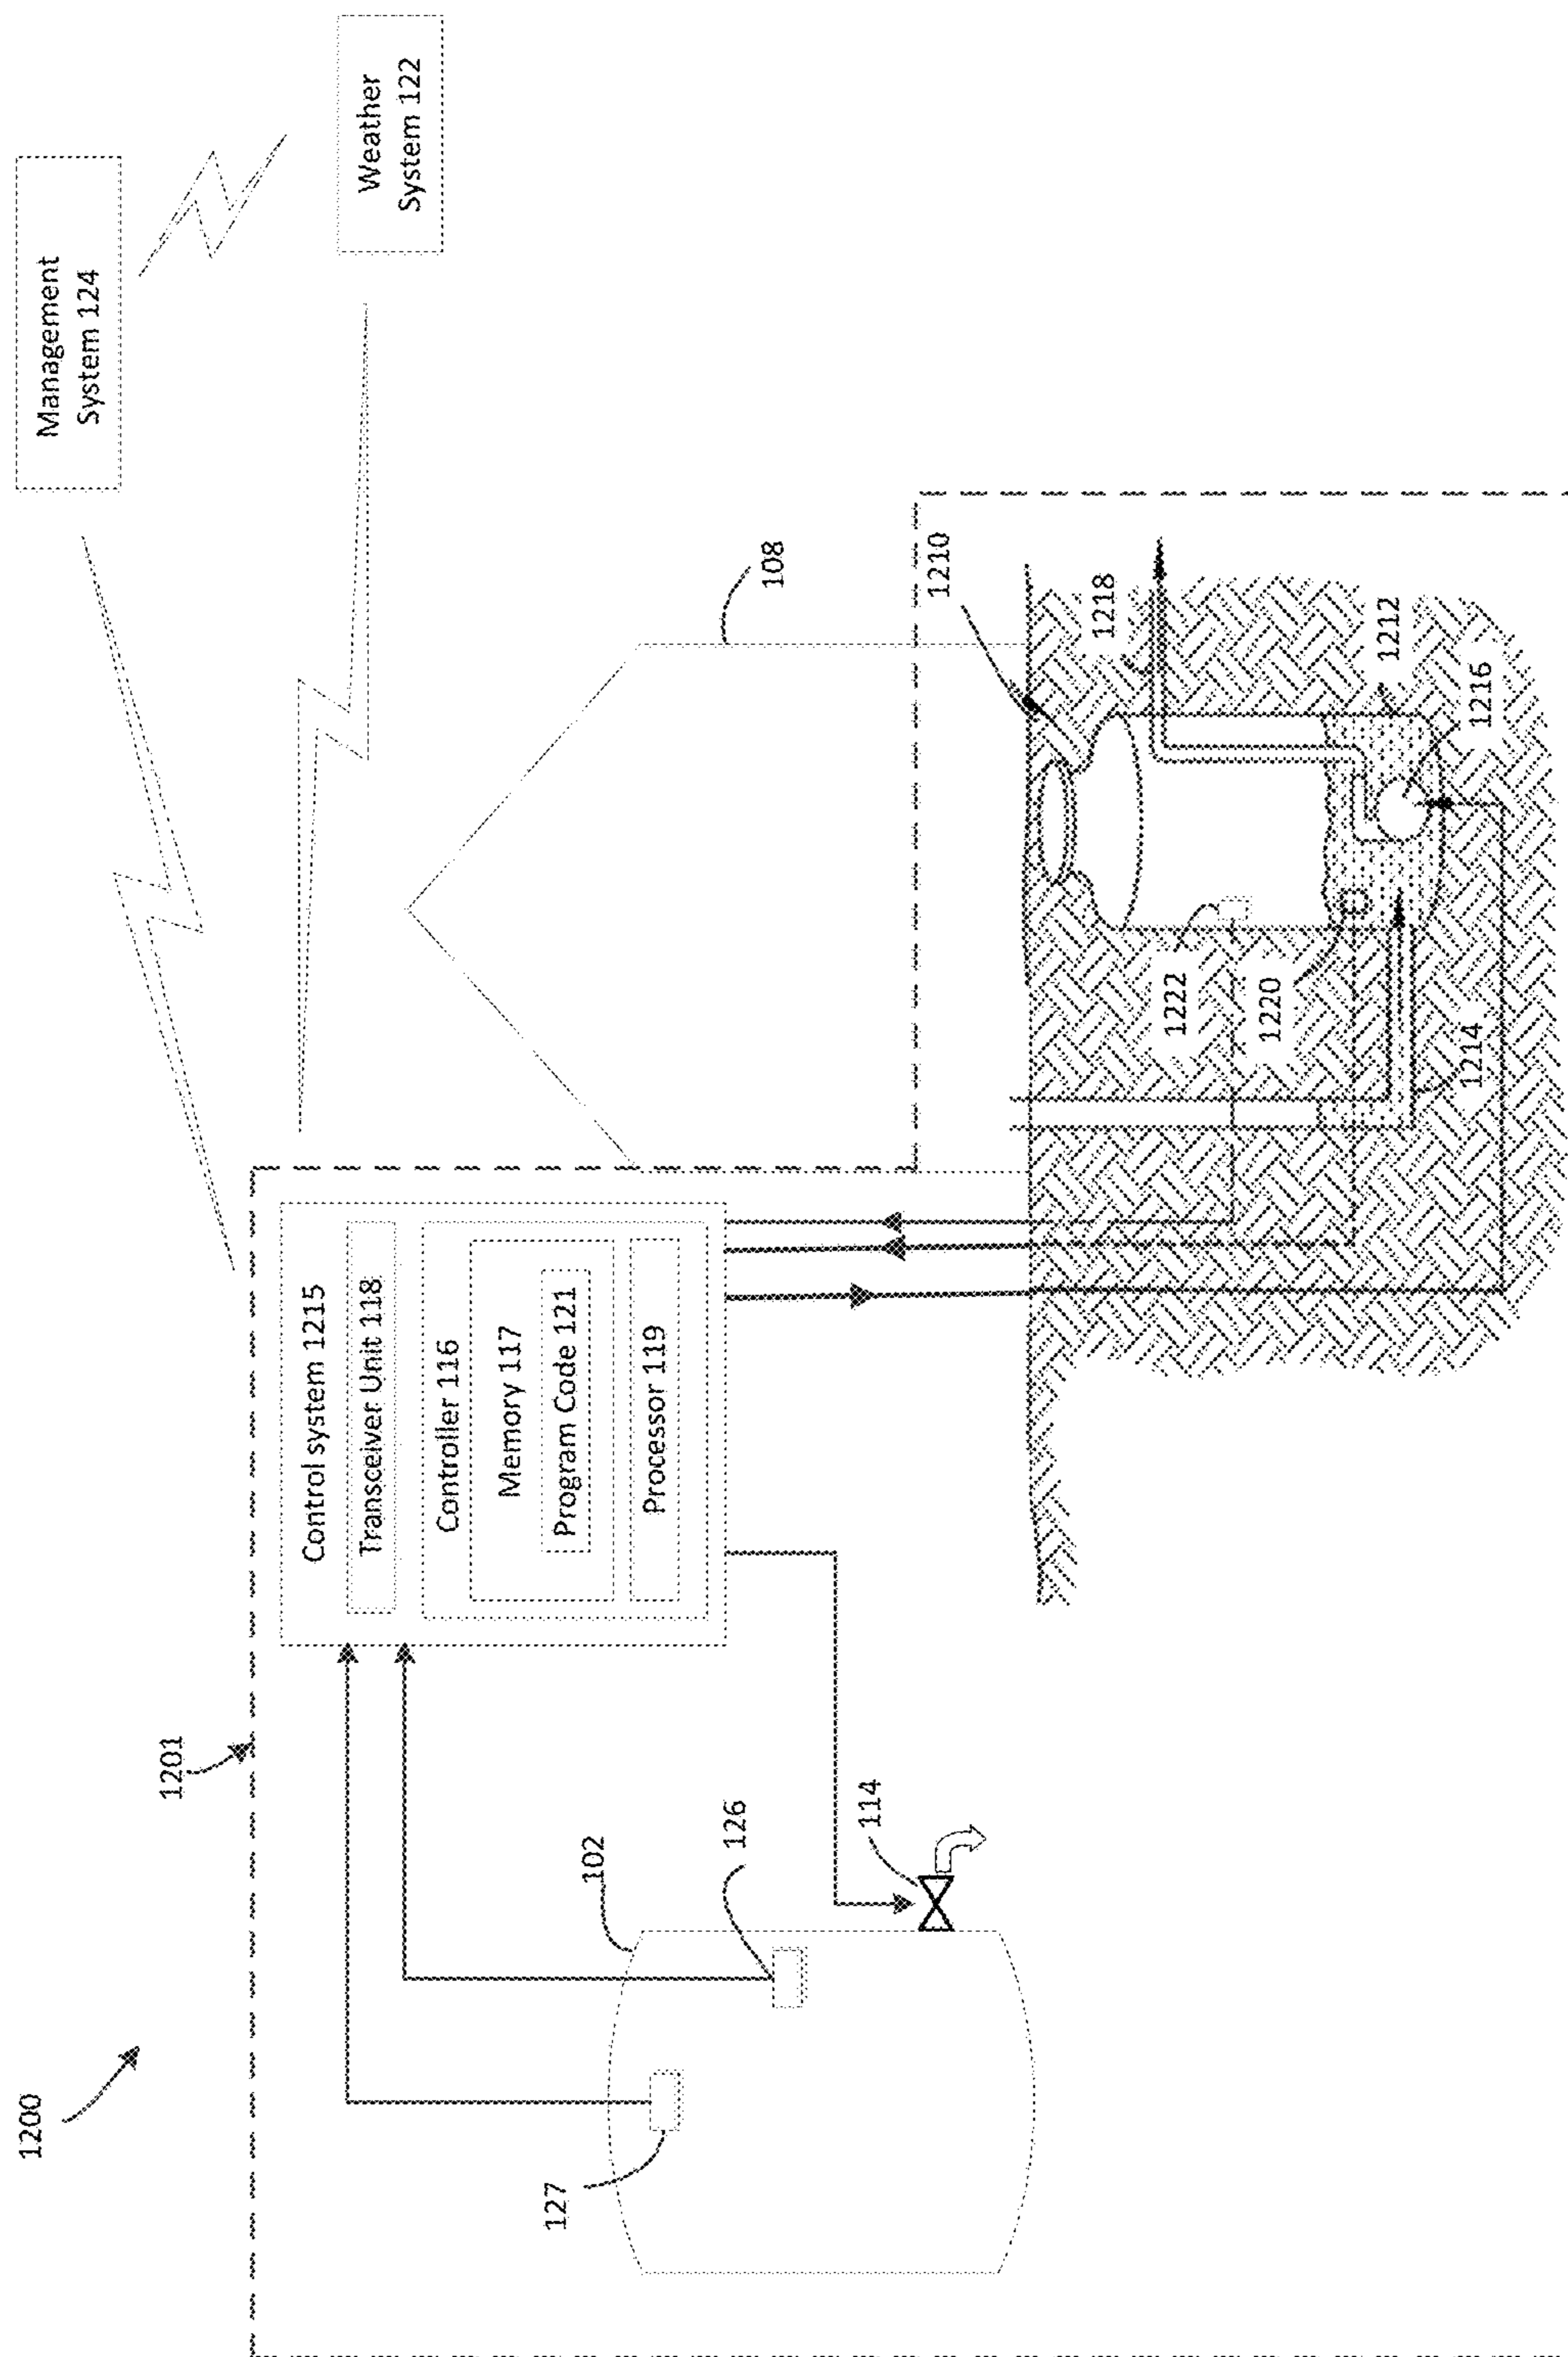 1200
1201
Management
System 124
Weather
System 122
Control system 1215
Transceiver Unit 118
Controller 116
Memory 117
Program Code 121
Processor 119
127
102
126
114
108
1210
1218
1222
1220
1212
1214
1216